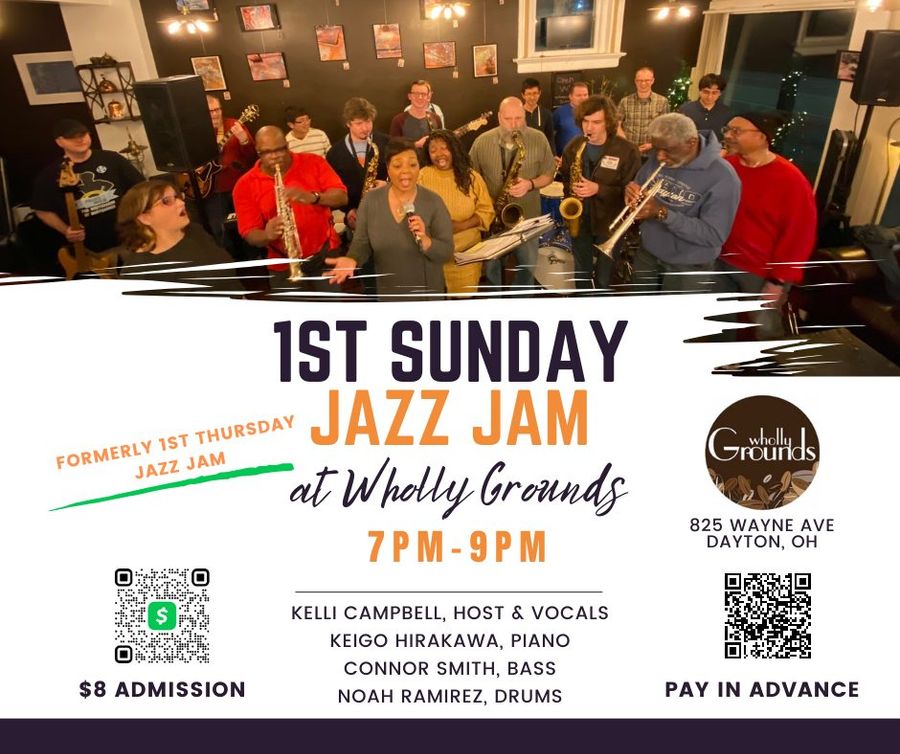 1ST SUNDAY
JAZZ JAM
at Wholly Grounds
7PM-9PM
FORMERLY 1ST THURSDAY
JAZZ JAM
wholly
Grounds
825 WAYNE AVE
DAYTON, OH
KELLI CAMPBELL, HOST & VOCALS
KEIGO HIRAKAWA, PIANO
CONNOR SMITH, BASS
NOAH RAMIREZ, DRUMS
$
$8 ADMISSION
PAY IN ADVANCE